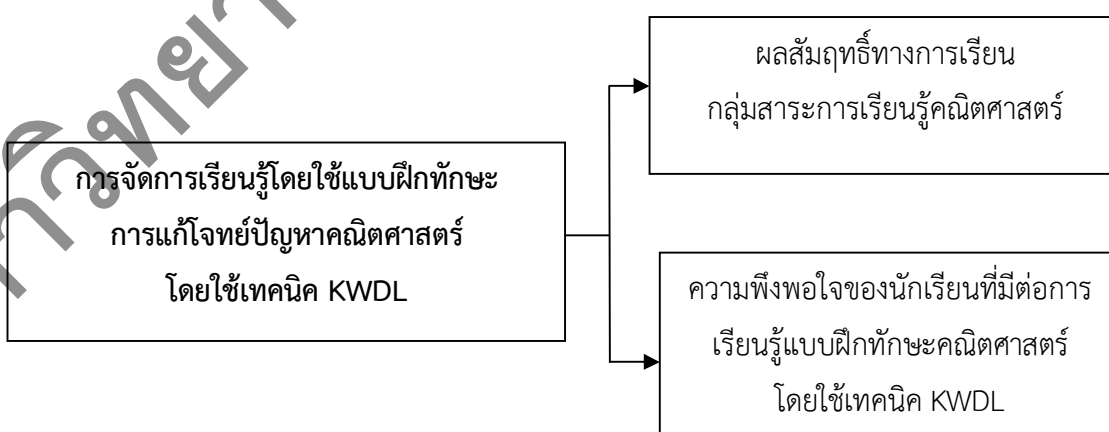 การจัดการเรียนรู้โดยใช้แบบฝึกทักษะ
การแก้โจทย์ปัญหาคณิตศาสตร์
โดยใช้เทคนิค KWDL
ผลสัมฤทธิ์ทางการเรียน
กลุ่มสาระการเรียนรู้คณิตศาสตร์
ความพึงพอใจของนักเรียนที่มีต่อการ
เรียนรู้แบบฝึกทักษะคณิตศาสตร์
โดยใช้เทคนิค KWDL